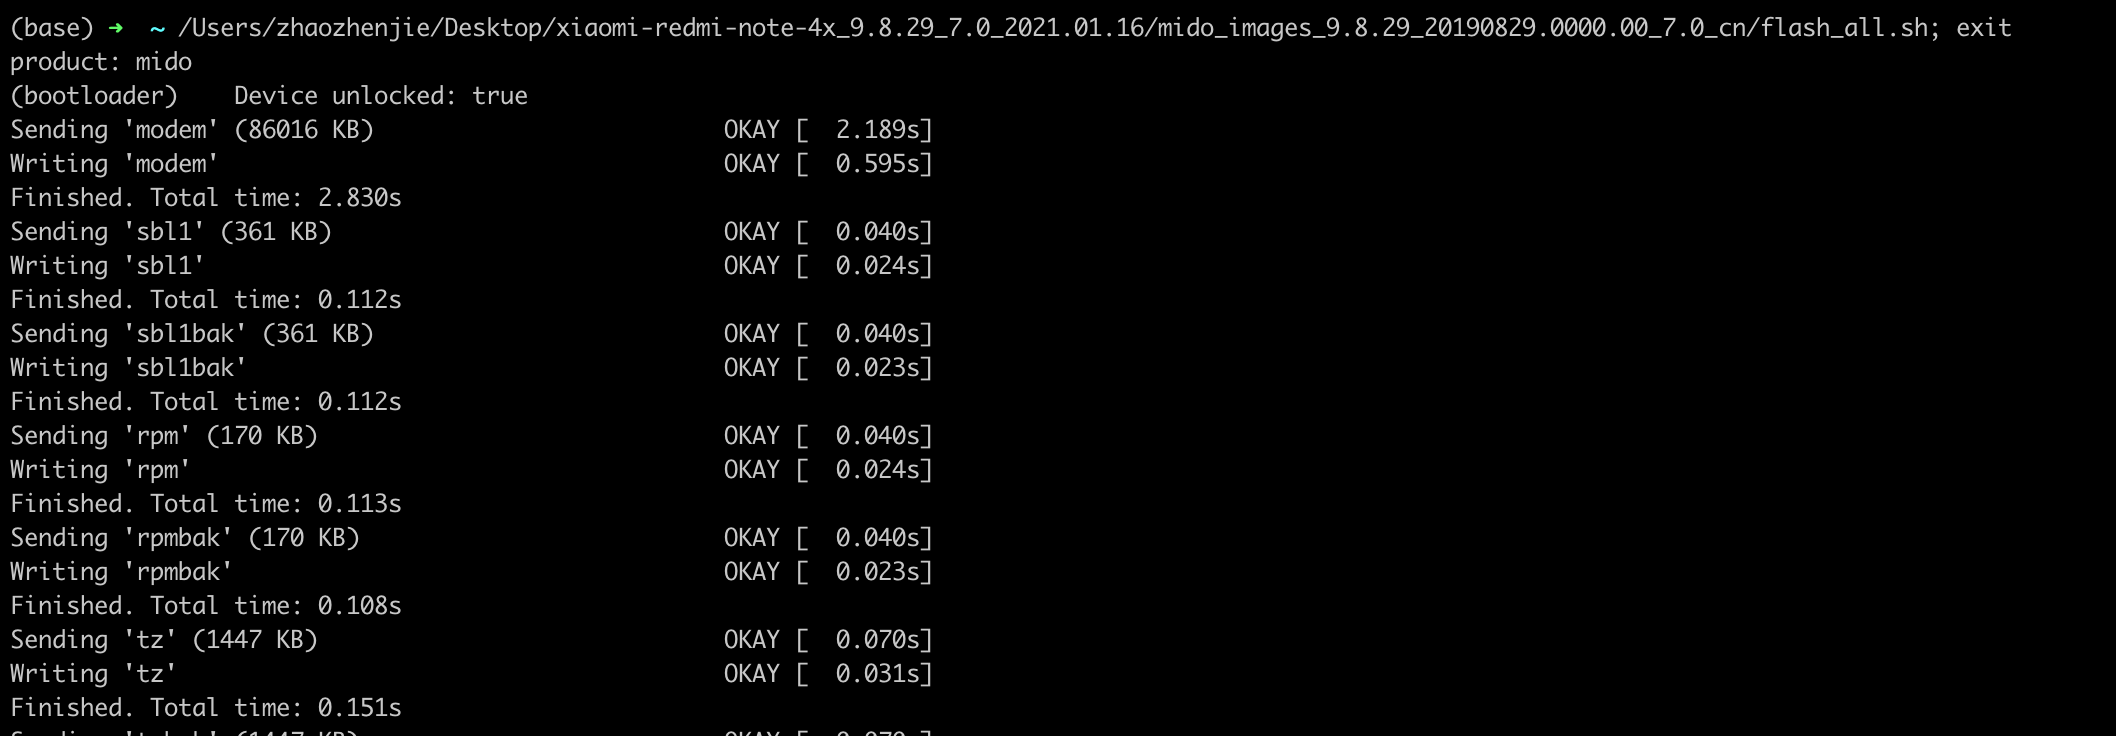 (base) ➜  ~ /Users/zhaozhenjie/Desktop/xiaomi-redmi-note-4x_9.8.29_7.0_2021.01.16/mido_images_9.8.29_20190829.0000.00_7.0_cn/flash_all.sh; exit
product: mido
(bootloader)    Device unlocked: true
Sending 'modem' (86016 KB)                         OKAY [  2.189s]
Writing 'modem'                                    OKAY [  0.595s]
Finished. Total time: 2.830s
Sending 'sbl1' (361 KB)                            OKAY [  0.040s]
Writing 'sbl1'                                     OKAY [  0.024s]
Finished. Total time: 0.112s
Sending 'sbl1bak' (361 KB)                         OKAY [  0.040s]
Writing 'sbl1bak'                                  OKAY [  0.023s]
Finished. Total time: 0.112s
Sending 'rpm' (170 KB)                             OKAY [  0.040s]
Writing 'rpm'                                      OKAY [  0.024s]
Finished. Total time: 0.113s
Sending 'rpmbak' (170 KB)                          OKAY [  0.040s]
Writing 'rpmbak'                                   OKAY [  0.023s]
Finished. Total time: 0.108s
Sending 'tz' (1447 KB)                             OKAY [  0.070s]
Writing 'tz'                                       OKAY [  0.031s]
Finished. Total time: 0.151s